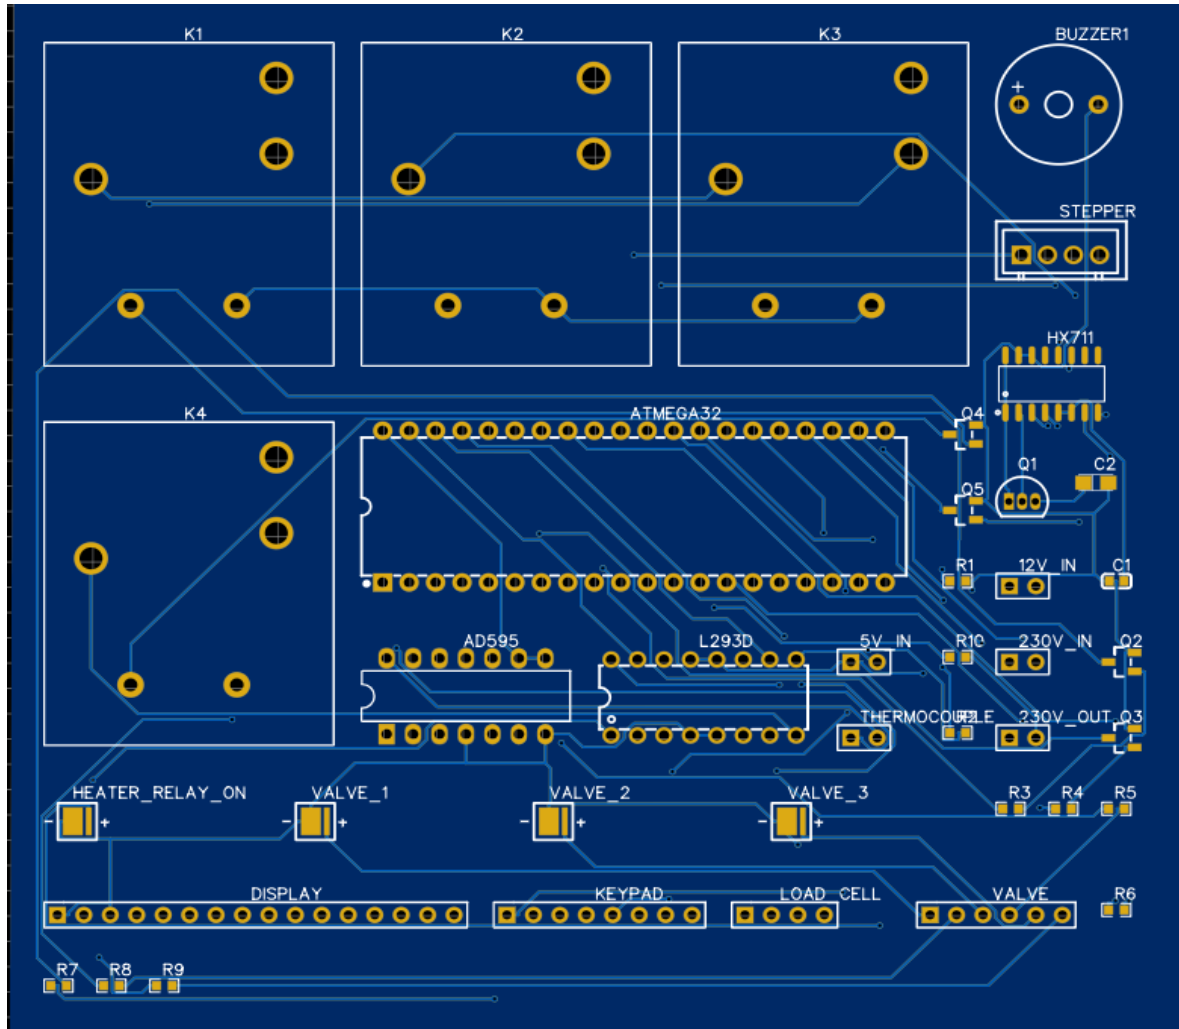 K1 K2 K3 BUZZER1
+
STEPPER
HX711
K4 ATMEGA32 Q4
Q1 C2
Q5
R1 12V_IN C1
AD595 L293D 5V_IN R10 230V_IN Q2
THERMOCOUPLE R2 230V_OUT Q3
HEATER_RELAY_ON VALVE_1 VALVE_2 VALVE_3 R3 R4 R5
- + - + - + - +
DISPLAY KEYPAD LOAD_CELL VALVE R6
R7 R8 R9